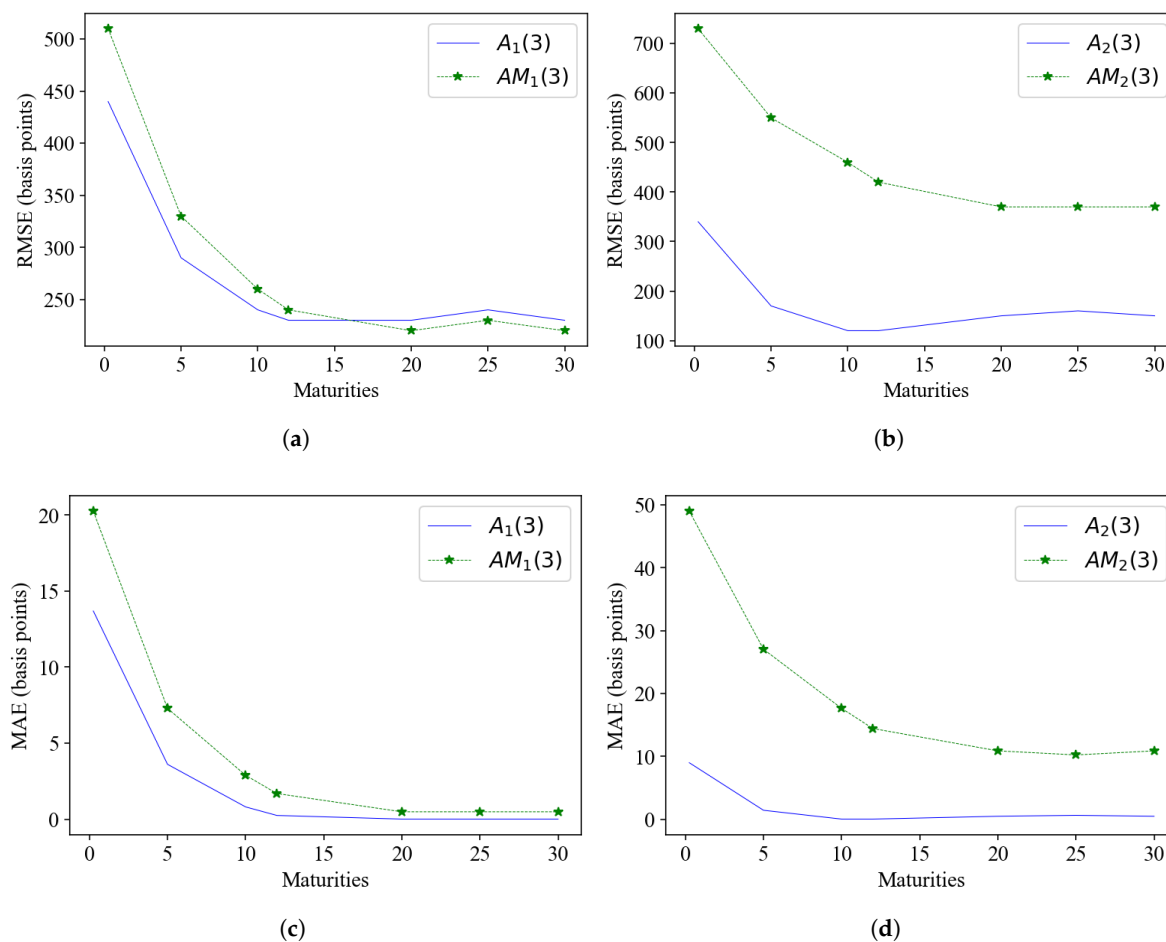 500
450
400
350
300
250
RMSE (basis points)
A₁(3)
AM₁(3)
0 5 10 15 20 25 30
Maturities
(a)
700
600
500
400
300
200
100
RMSE (basis points)
A₂(3)
AM₂(3)
0 5 10 15 20 25 30
Maturities
(b)
20
15
10
5
0
MAE (basis points)
A₁(3)
AM₁(3)
0 5 10 15 20 25 30
Maturities
(c)
50
40
30
20
10
0
MAE (basis points)
A₂(3)
AM₂(3)
0 5 10 15 20 25 30
Maturities
(d)